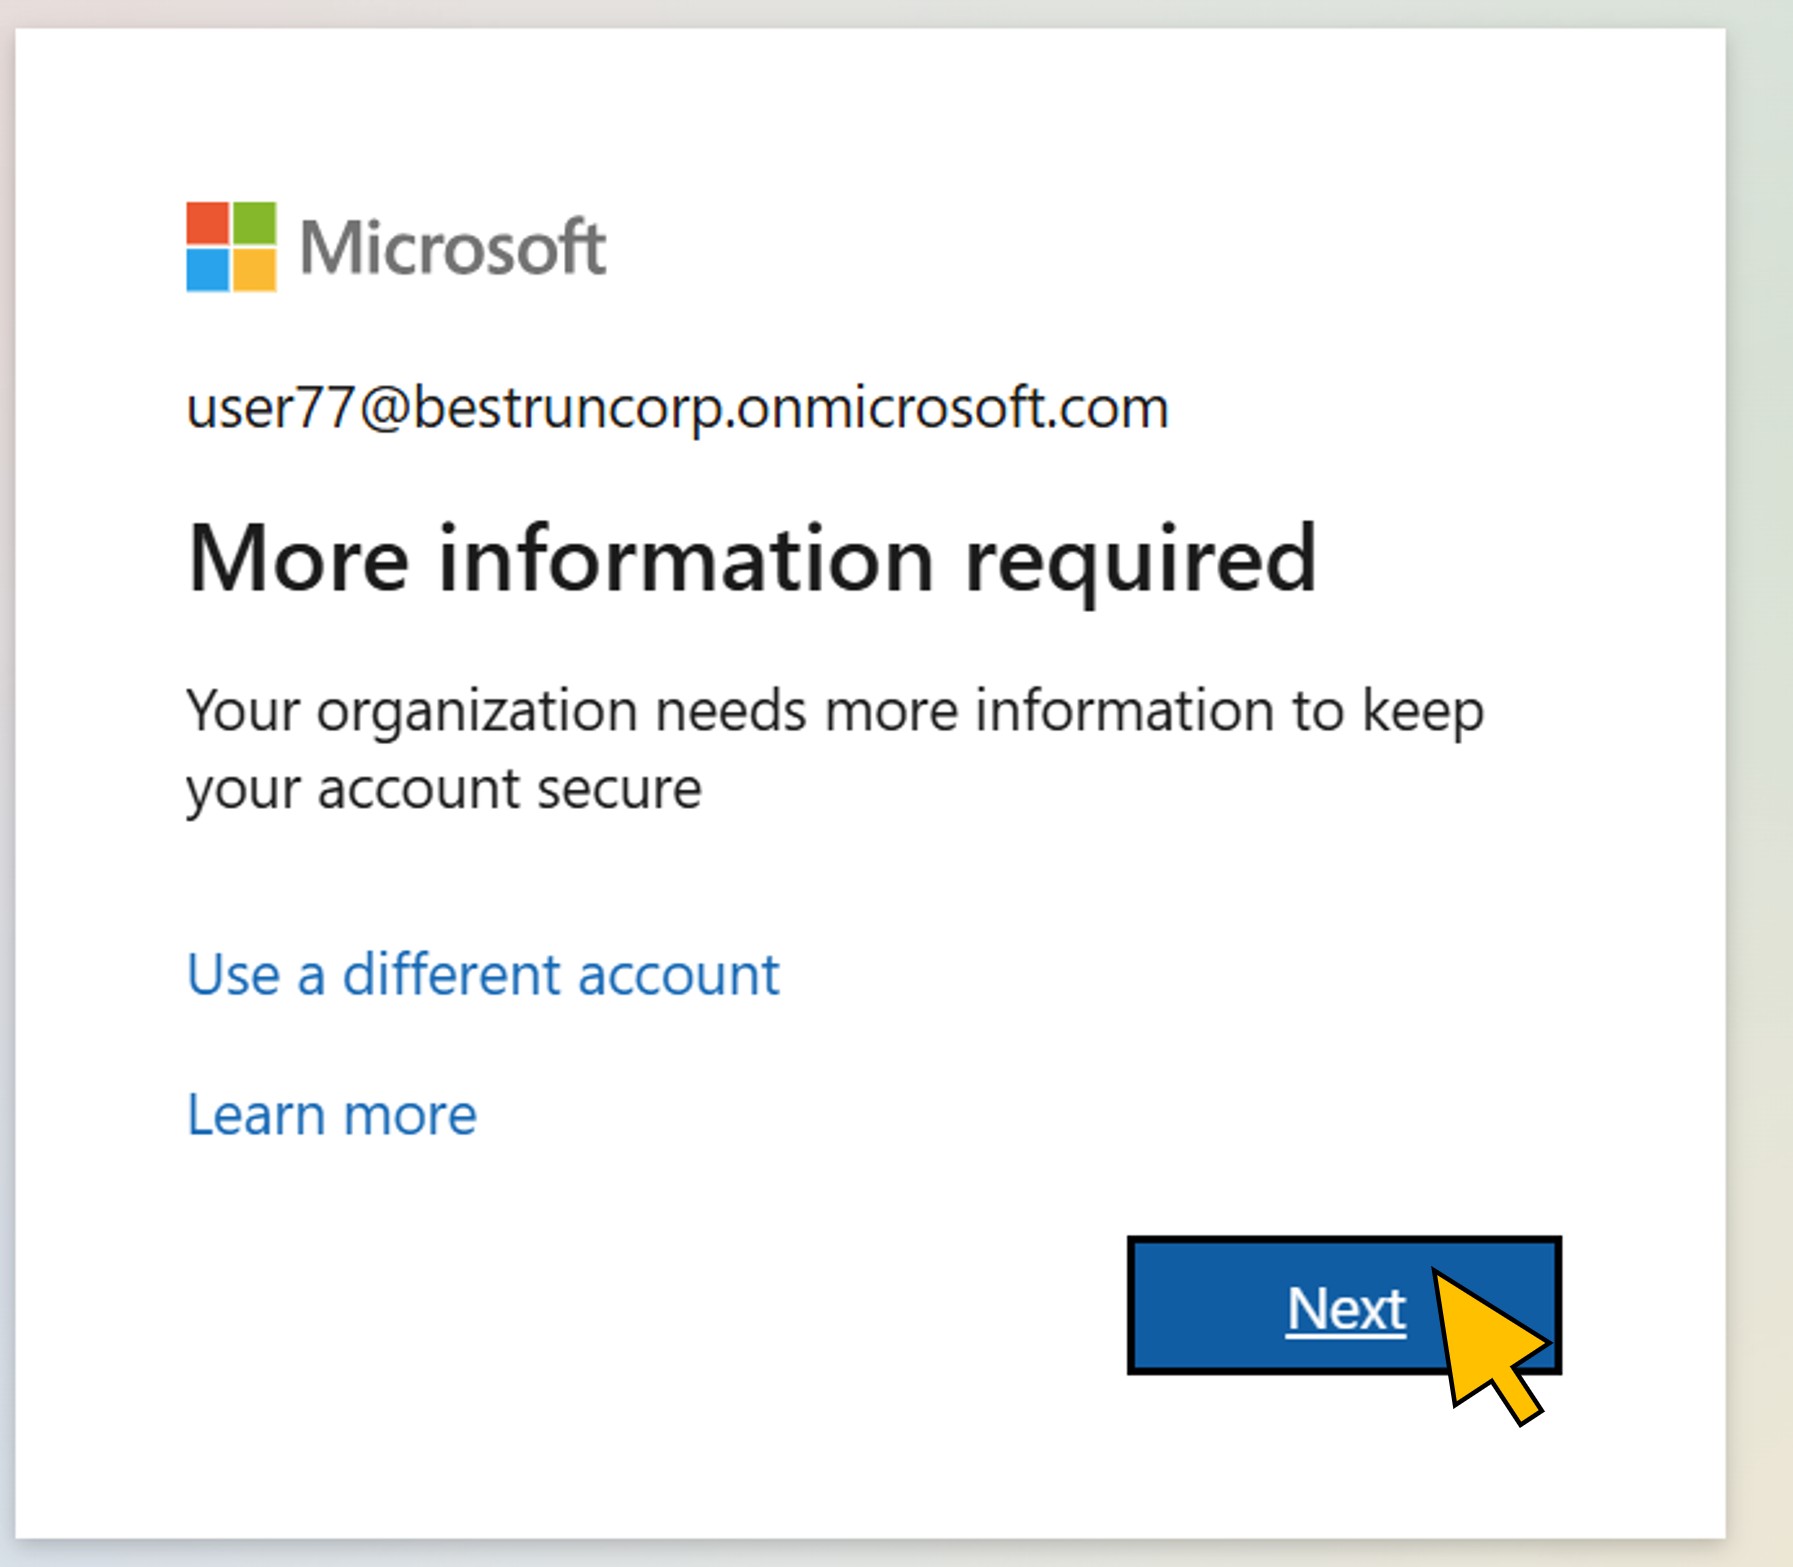 Microsoft
user77@bestruncorp.onmicrosoft.com
More information required
Your organization needs more information to keep
your account secure
Use a different account
Learn more
Next